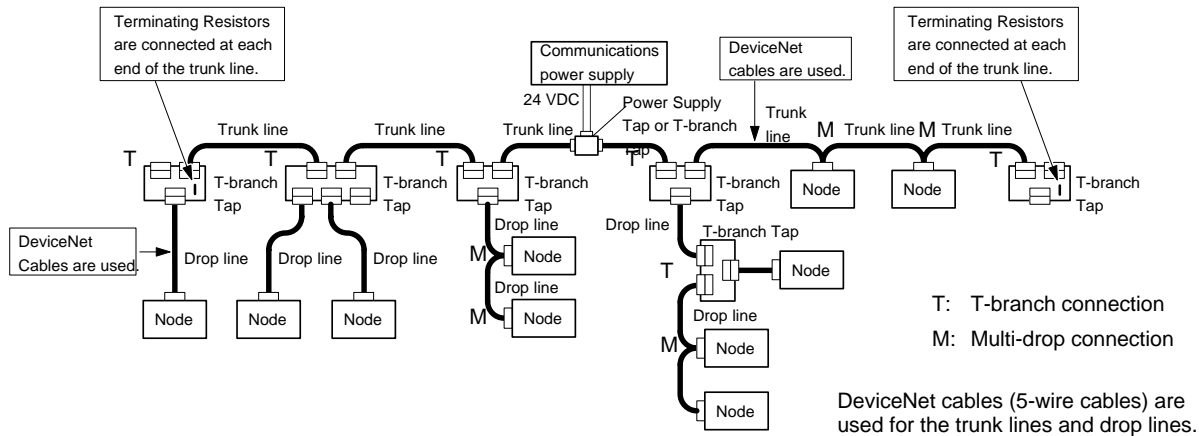 Terminating Resistors
are connected at each
end of the trunk line.
Communications
power supply
DeviceNet
cables are used.
Terminating Resistors
are connected at each
end of the trunk line.
24 VDC
Power Supply
Tap or T-branch
Tap
Trunk line
Trunk line
Trunk line
Trunk
line
M
Trunk line
M
Trunk line
T
T
T
T
T
T-branch
Tap
T-branch
Tap
T-branch
Tap
T-branch
Tap
Node
Node
T-branch
Tap
DeviceNet
Cables are used.
Drop line
Drop line
Drop line
Drop line
M
Node
Drop line
M
Node
Drop line
T-branch Tap
T
Node
Drop line
M
Node
Node
Node
Node
Node
T: T-branch connection
M: Multi-drop connection
DeviceNet cables (5-wire cables) are
used for the trunk lines and drop lines.